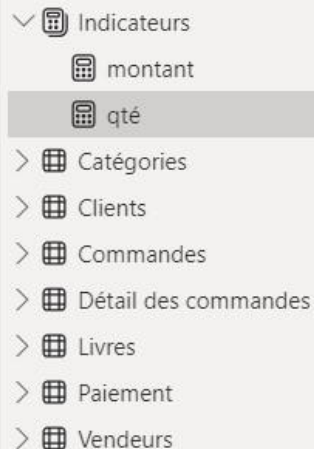 Indicateurs
montant
qté
Catégories
Clients
Commandes
Détail des commandes
Livres
Paiement
Vendeurs